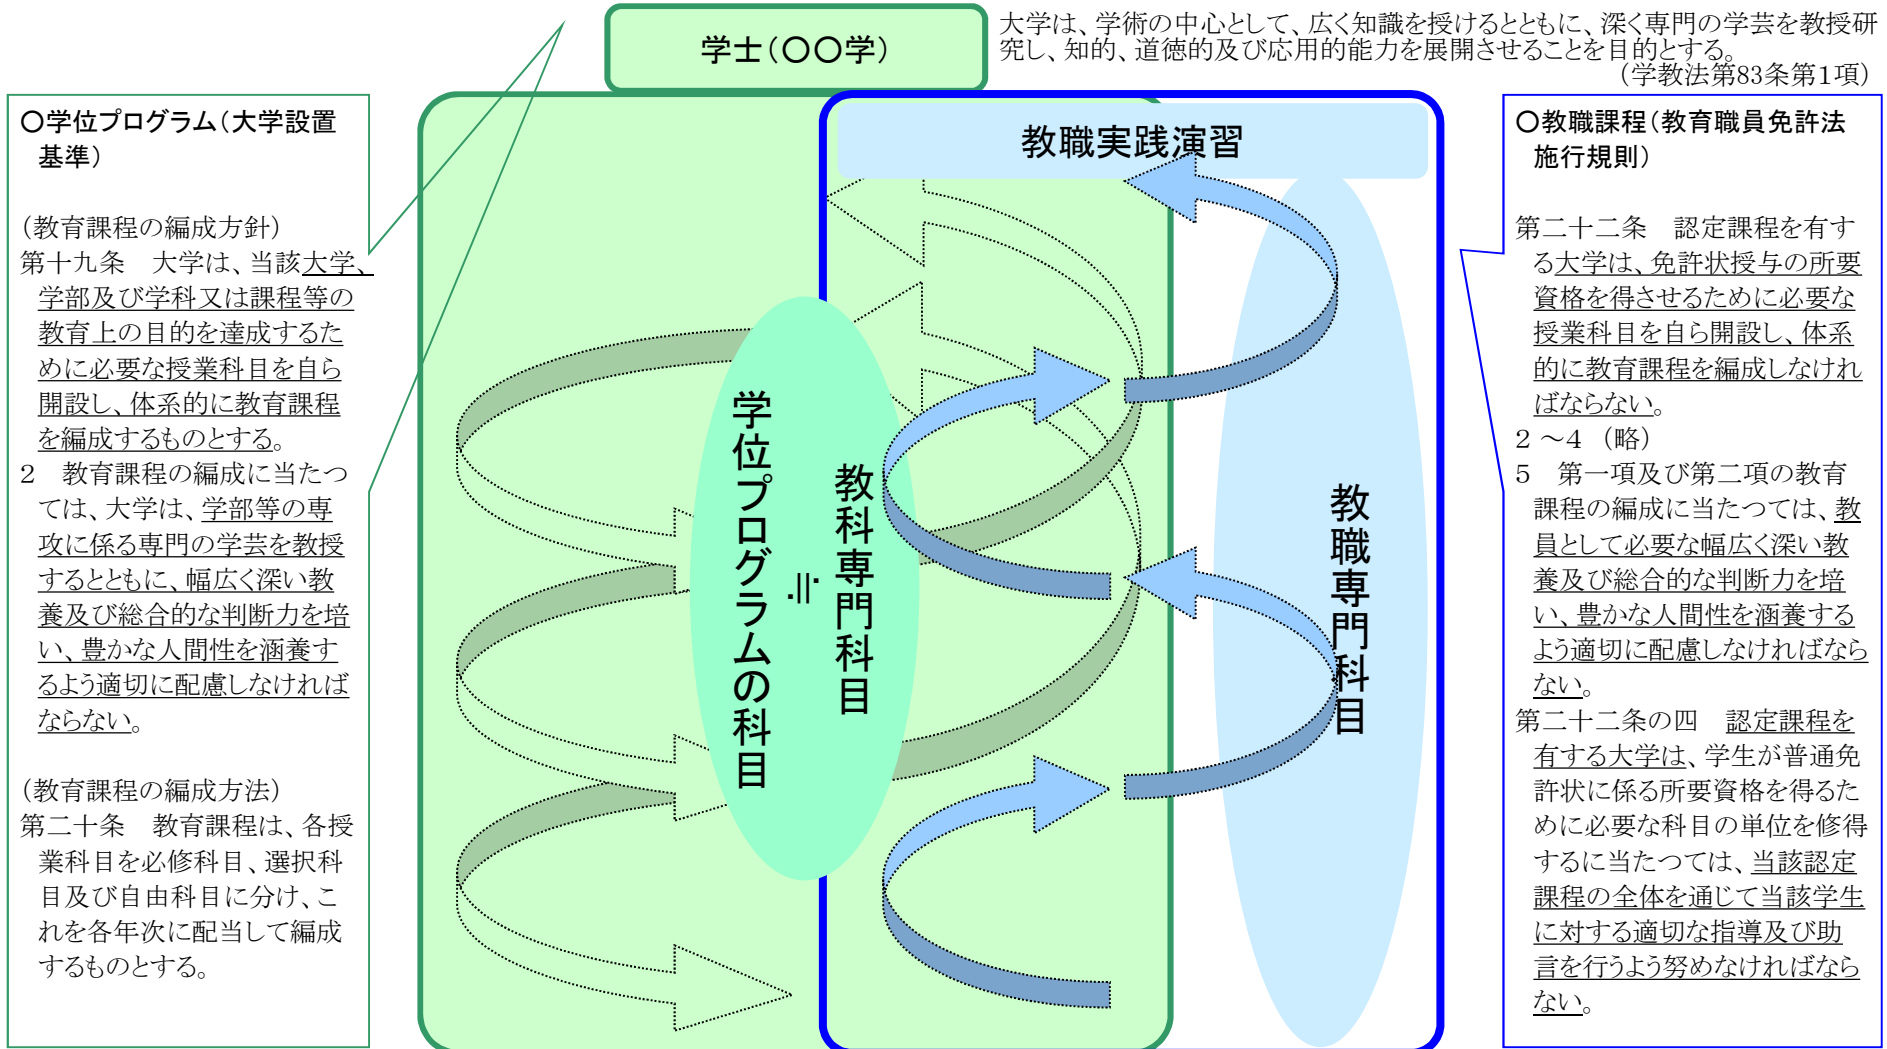 学士（〇〇学）
大学は、学術の中心として、広く知識を授けるとともに、深く専門の学芸を教授研
究し、知的、道徳的及び応用的能力を展開させることを目的とする。
（学教法第83条第1項）
〇学位プログラム（大学設置
基準）
（教育課程の編成方針）
第十九条　大学は、当該大学、
学部及び学科又は課程等の
教育上の目的を達成するた
めに必要な授業科目を自ら
開設し、体系的に教育課程
を編成するものとする。
2　教育課程の編成に当たつ
ては、大学は、学部等の専
攻に係る専門の学芸を教授
するとともに、幅広く深い教
養及び総合的な判断力を培
い、豊かな人間性を涵養す
るよう適切に配慮しなければ
ならない。
（教育課程の編成方法）
第二十条　教育課程は、各授
業科目を必修科目、選択科
目及び自由科目に分け、こ
れを各年次に配当して編成
するものとする。
教職実践演習
学位プログラムの科目
≒
教科専門科目
教職専門科目
〇教職課程（教育職員免許法
施行規則）
第二十二条　認定課程を有す
る大学は、免許状授与の所要
資格を得させるために必要な
授業科目を自ら開設し、体系
的に教育課程を編成しなけれ
ばならない。
2～4　（略）
5　第一項及び第二項の教育
課程の編成に当たつては、教
員として必要な幅広く深い教
養及び総合的な判断力を培
い、豊かな人間性を涵養する
よう適切に配慮しなければなら
ない。
第二十二条の四　認定課程を
有する大学は、学生が普通免
許状に係る所要資格を得るた
めに必要な科目の単位を修得
するに当たつては、当該認定
課程の全体を通じて当該学生
に対する適切な指導及び助
言を行うよう努めなければなら
ない。